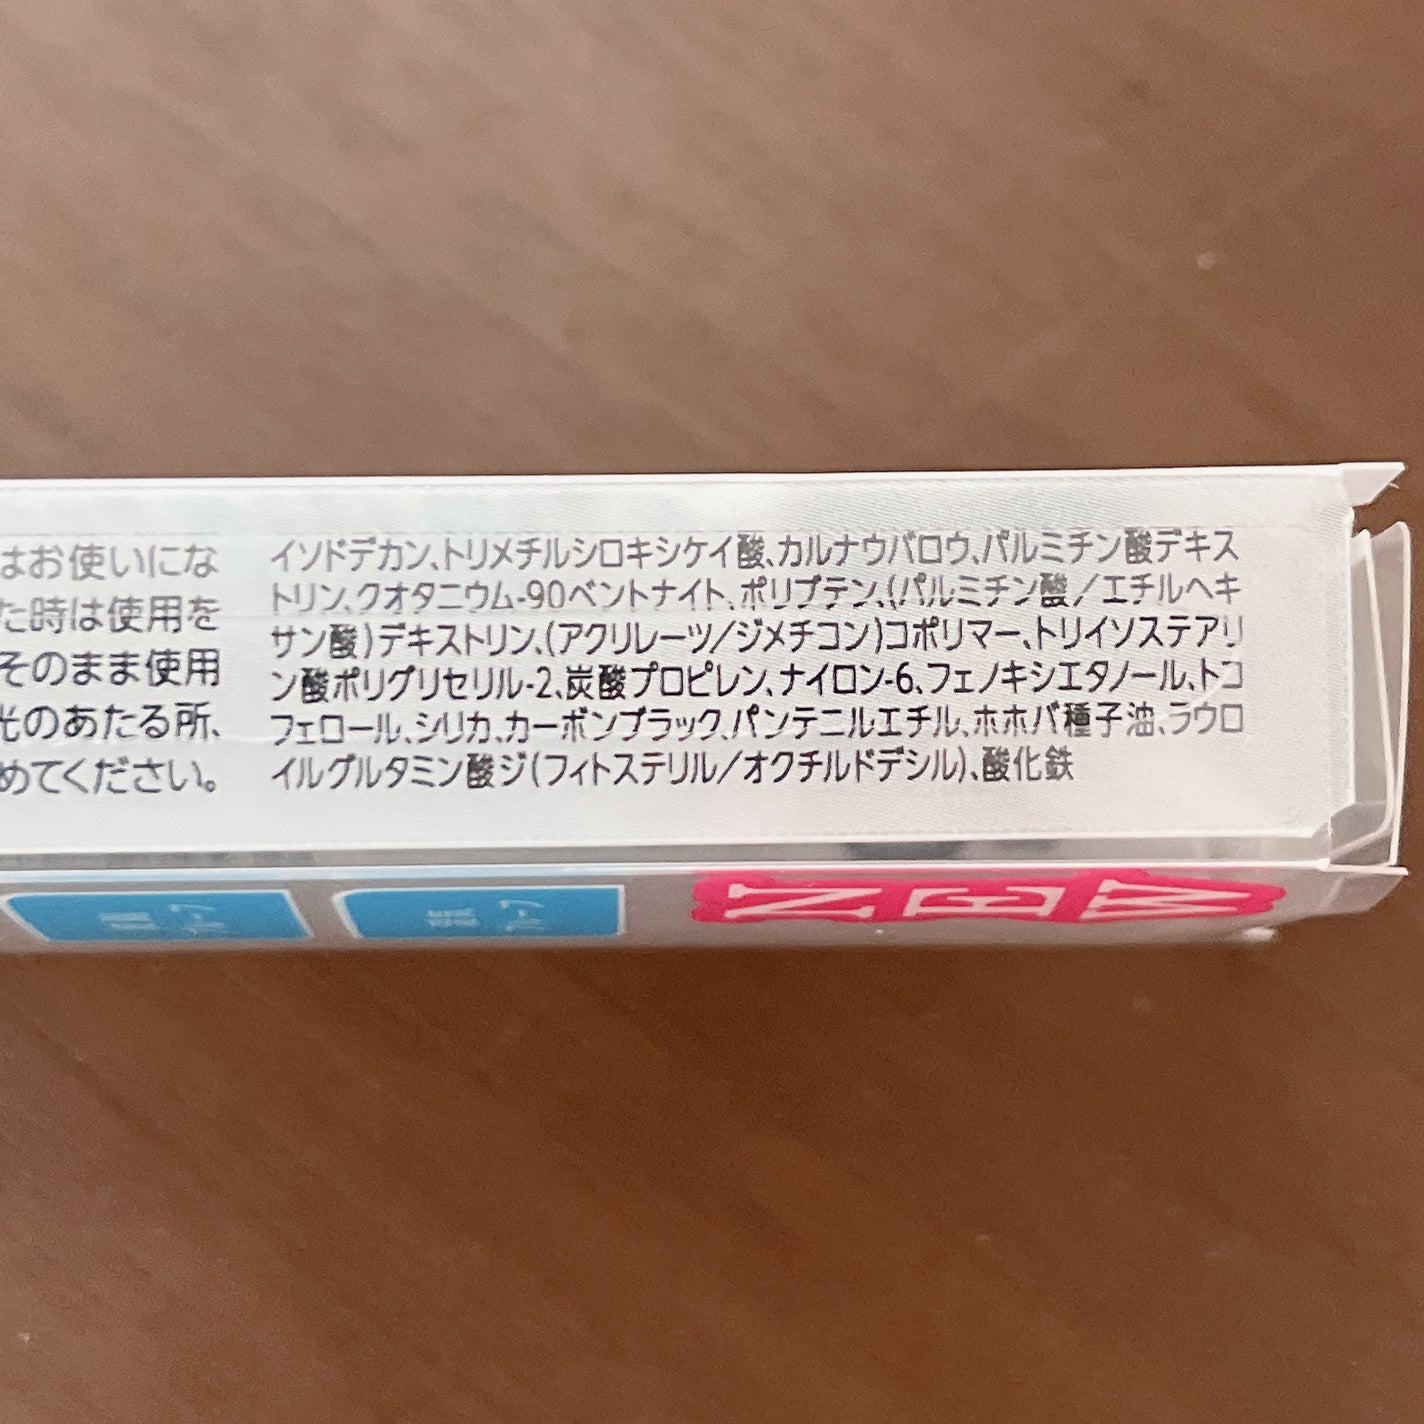 はお使いにな
た時は使用を
そのまま使用
光のあたる所、
めてください。
イソドデカン、トリメチルシロキシケイ酸、カルナウバロウ、パルミチン酸デキス
トリン、クオタニウム-90ベントナイト、ポリブテン、(パルミチン酸/エチルヘキ
サン酸)デキストリン、(アクリレーツ/ジメチコン)コポリマー、トリイソステアリ
ン酸ポリグリセリル-2、炭酸プロピレン、ナイロン-6、フェノキシエタノール、トコ
フェロール、シリカ、カーボンブラック、パンテニルエチル、ホホバ種子油、ラウロ
イルグルタミン酸ジ(フィトステリル/オクチルドデシル)、酸化鉄
NEW